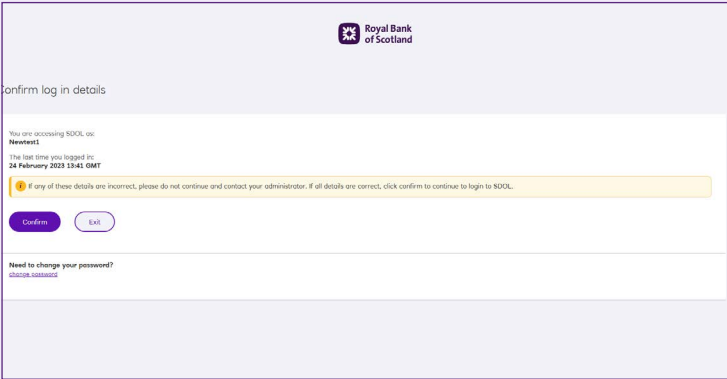 Royal Bank
of Scotland
Confirm log in details
You are accessing SDOL as:
Newtest1
The last time you logged in:
24 February 2023 13:41 GMT
If any of these details are incorrect, please do not continue and contact your administrator. If all details are correct, click confirm to continue to login to SDOL.
Confirm Exit
Need to change your password?
change password